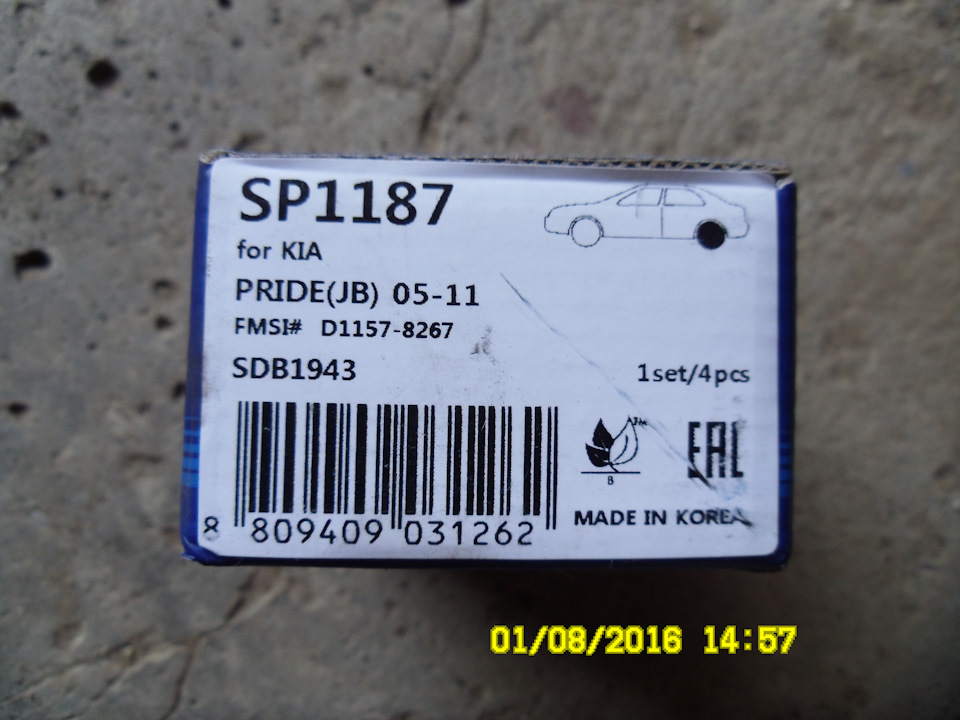 SP1187
for KIA
PRIDE(JB) 05-11
FMSI# D1157-8267
SDB1943
1set/4pcs
TM
B
EAC
8 809409 031262
MADE IN KOREA
01/08/2016 14:57